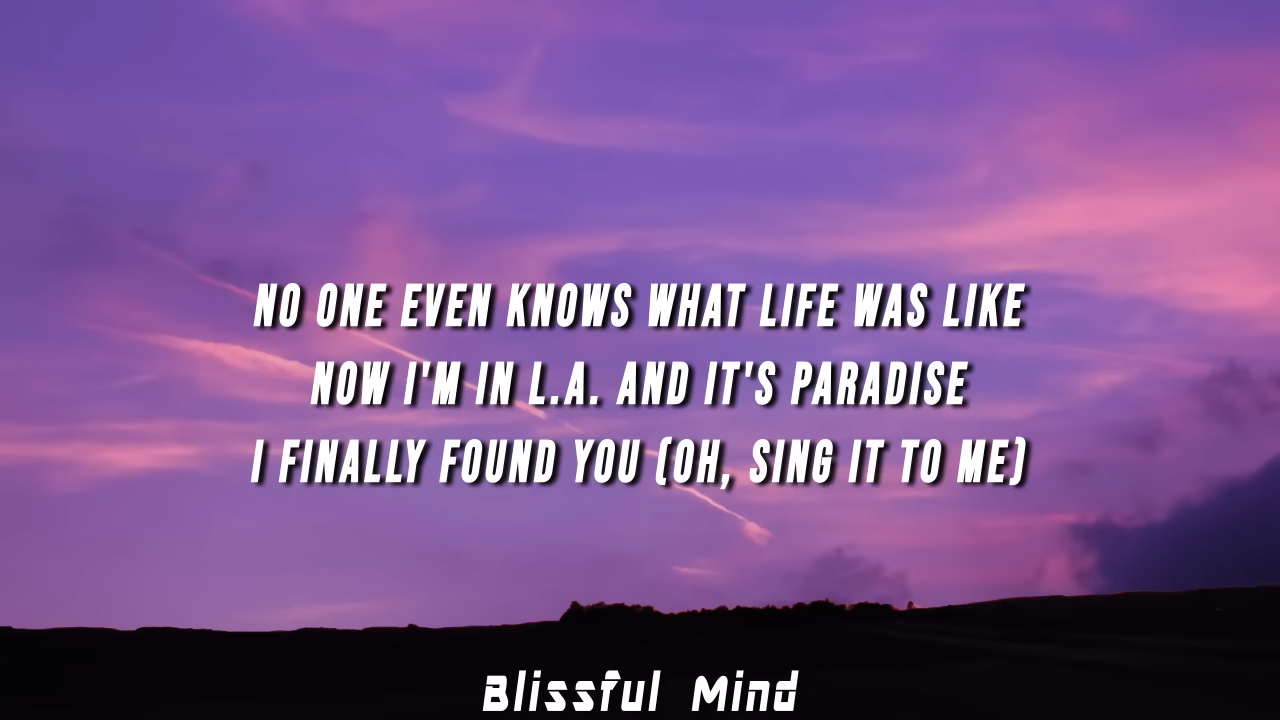 NO ONE EVEN KNOWS WHAT LIFE WAS LIKE
NOW I'M IN L.A. AND IT'S PARADISE
I FINALLY FOUND YOU (OH, SING IT TO ME)
Blissful Mind